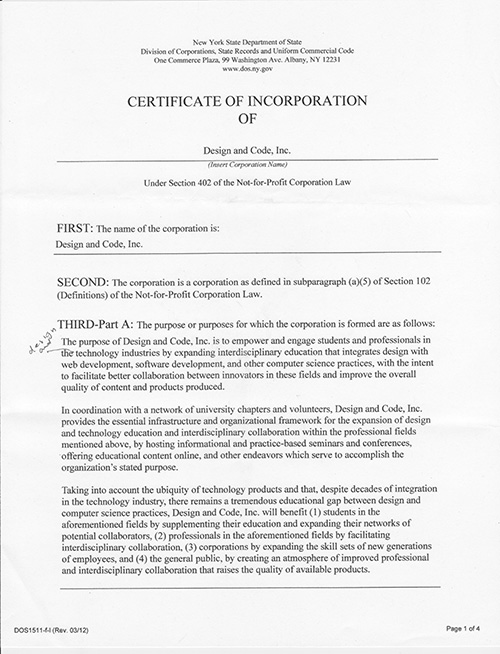 New York State Department of State
Division of Corporations, State Records and Uniform Commercial Code
One Commerce Plaza, 99 Washington Ave. Albany, NY 12231
www.dos.ny.gov
CERTIFICATE OF INCORPORATION
OF
Design and Code, Inc.
(Insert Corporation Name)
Under Section 402 of the Not-for-Profit Corporation Law
FIRST: The name of the corporation is:
Design and Code, Inc.
SECOND: The corporation is a corporation as defined in subparagraph (a)(5) of Section 102
(Definitions) of the Not-for-Profit Corporation Law.
THIRD-Part A: The purpose or purposes for which the corporation is formed are as follows:
design
and
The purpose of Design and Code, Inc. is to empower and engage students and professionals in
the technology industries by expanding interdisciplinary education that integrates design with
web development, software development, and other computer science practices, with the intent
to facilitate better collaboration between innovators in these fields and improve the overall
quality of content and products produced.
In coordination with a network of university chapters and volunteers, Design and Code, Inc.
provides the essential infrastructure and organizational framework for the expansion of design
and technology education and interdisciplinary collaboration within the professional fields
mentioned above, by hosting informational and practice-based seminars and conferences,
offering educational content online, and other endeavors which serve to accomplish the
organization's stated purpose.
Taking into account the ubiquity of technology products and that, despite decades of integration
in the technology industry, there remains a tremendous educational gap between design and
computer science practices, Design and Code, Inc. will benefit (1) students in the
aforementioned fields by supplementing their education and expanding their networks of
potential collaborators, (2) professionals in the aforementioned fields by facilitating
interdisciplinary collaboration, (3) corporations by expanding the skill sets of new generations
of employees, and (4) the general public, by creating an atmosphere of improved professional
and interdisciplinary collaboration that raises the quality of available products.
DOS1511-f-l (Rev. 03/12)
Page 1 of 4